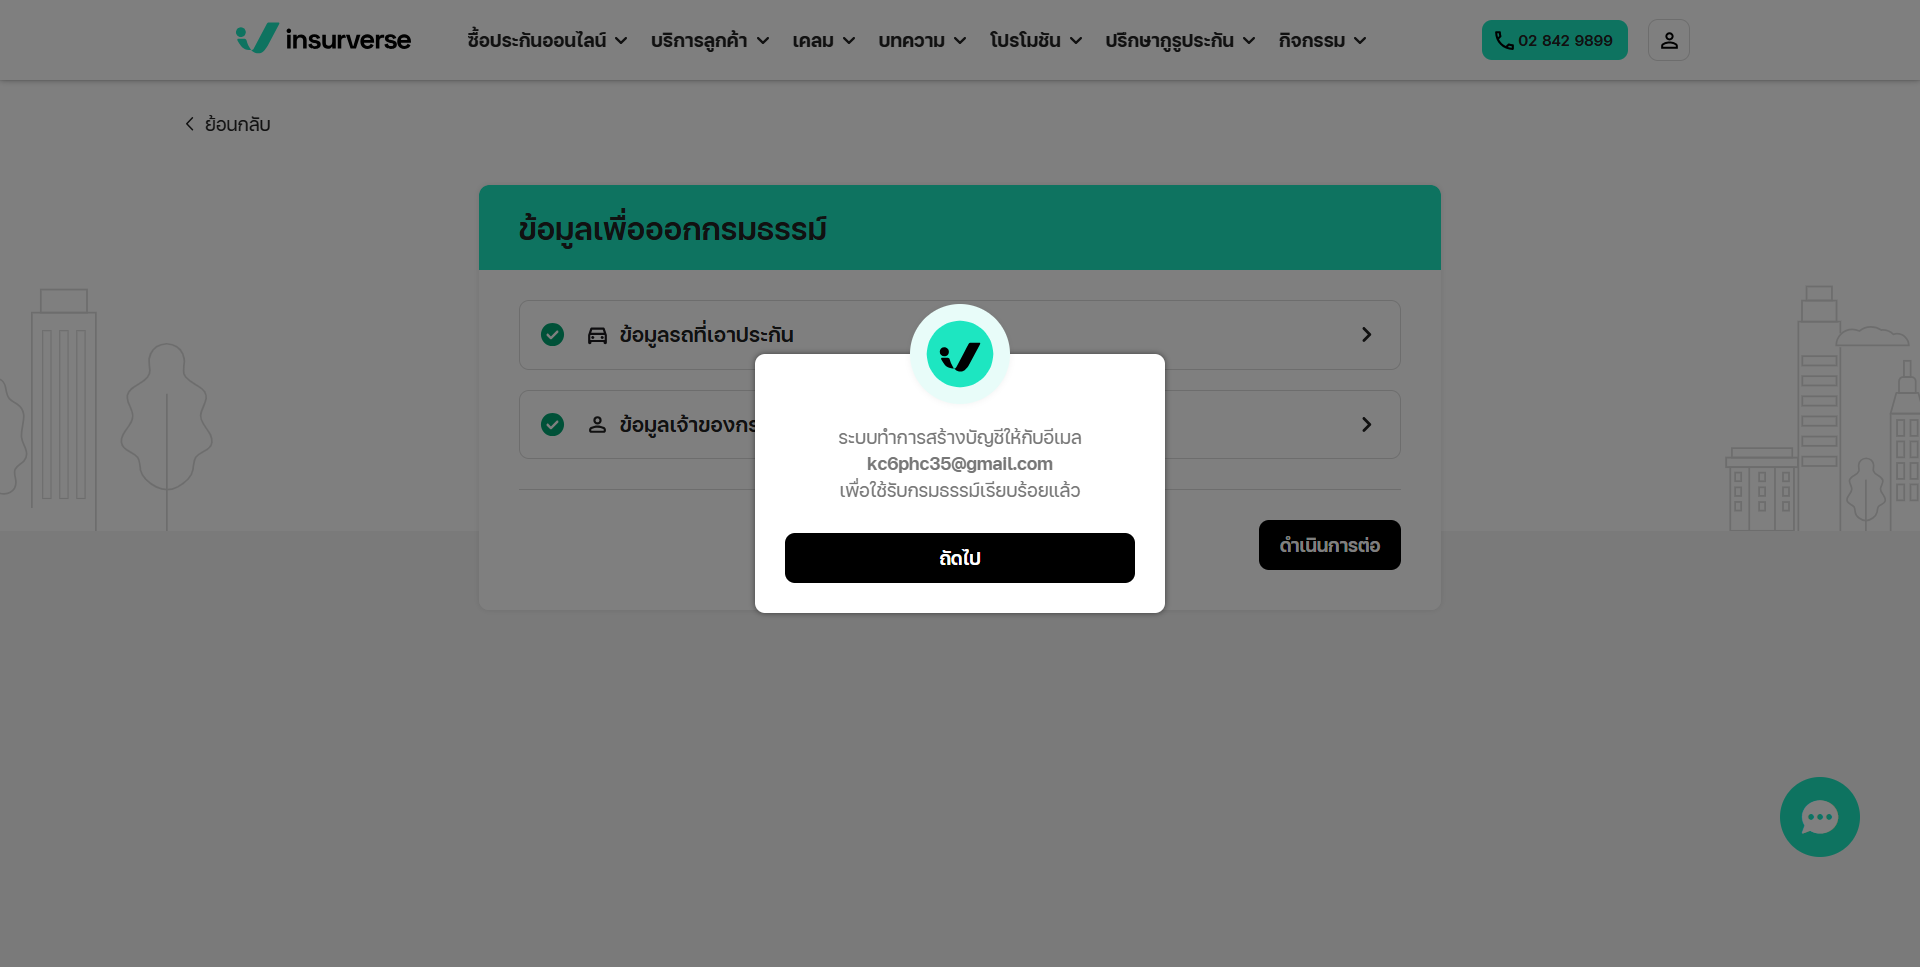 insurverse
ซื้อประกันออนไลน์ บริการลูกค้า เคลม บทความ โปรโมชัน ปรึกษากูรูประกัน กิจกรรม
02 842 9899
ย้อนกลับ
ข้อมูลเพื่อออกกรมธรรม์
ข้อมูลรถที่เอาประกัน
ข้อมูลเจ้าของกร
ระบบทำการสร้างบัญชีให้กับอีเมล
kc6phc35@gmail.com
เพื่อใช้รับกรมธรรม์เรียบร้อยแล้ว
ถัดไป
ดำเนินการต่อ